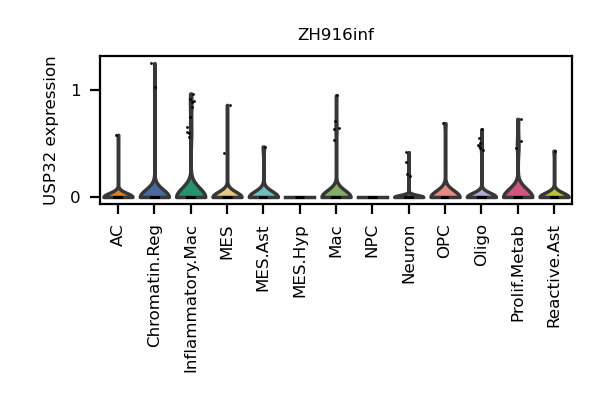 ZH916inf
USP32 expression
1
0
AC
Chromatin.Reg
Inflammatory.Mac
MES
MES.Ast
MES.Hyp
Mac
NPC
Neuron
OPC
Oligo
Prolif.Metab
Reactive.Ast